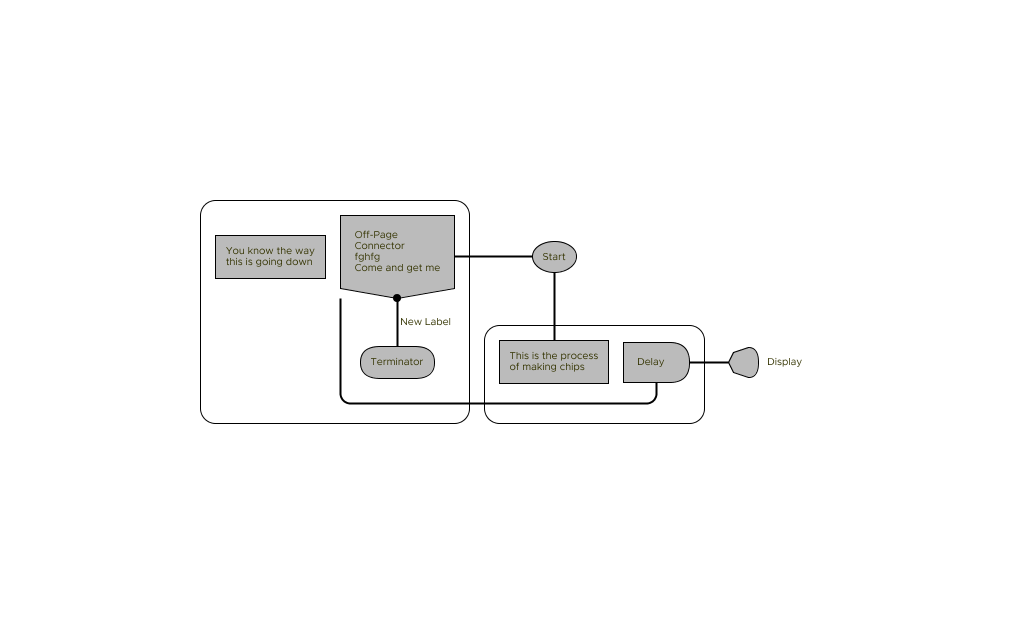 You know the way
this is going down
Off-Page
Connector
fghfg
Come and get me
Start
New Label
Terminator
This is the process
of making chips
Delay
Display